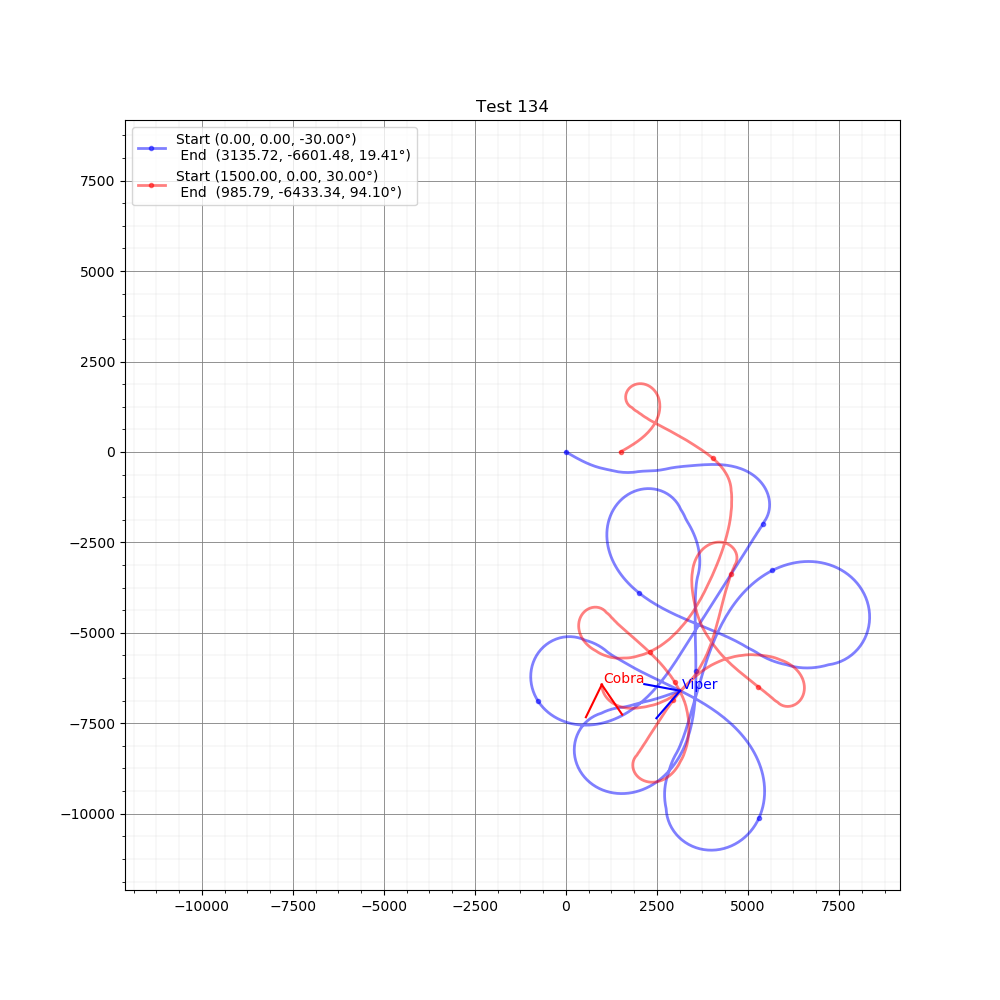 Test 134
Start (0.00, 0.00, -30.00°)
End (3135.72, -6601.48, 19.41°)
Start (1500.00, 0.00, 30.00°)
End (985.79, -6433.34, 94.10°)
7500
5000
2500
0
−2500
−5000
−7500
−10000
Cobra
Viper
−10000 −7500 −5000 −2500 0 2500 5000 7500